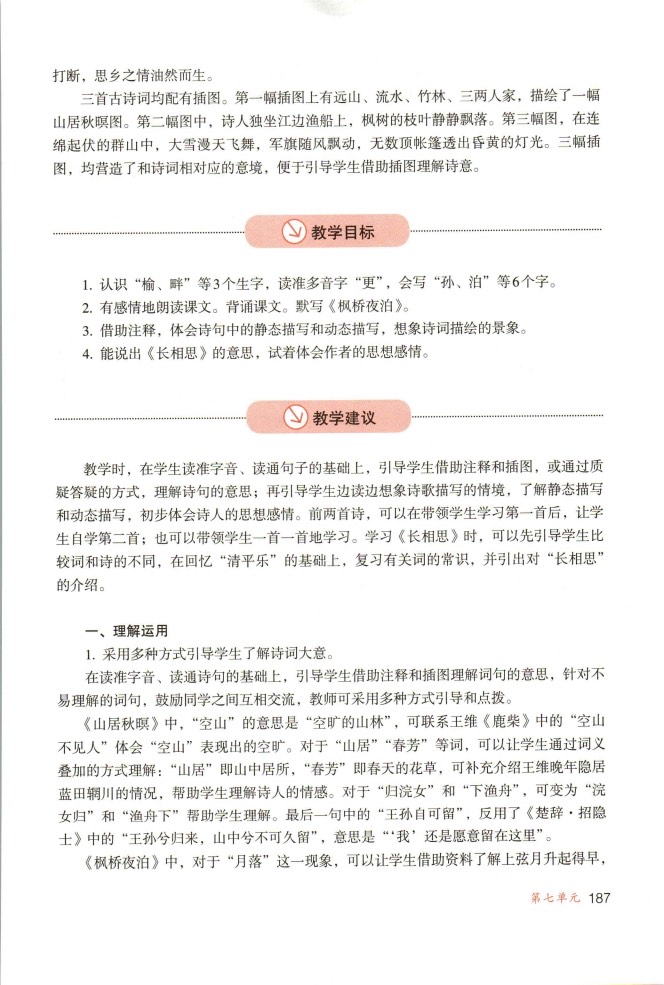 打断，思乡之情油然而生。
三首古诗词均配有插图。第一幅插图上有远山、流水、竹林、三两人家，描绘了一幅
山居秋暝图。第二幅图中，诗人独坐江边渔船上，枫树的枝叶静静飘落。第三幅图，在连
绵起伏的群山中，大雪漫天飞舞，军旗随风飘动，无数顶帐篷透出昏黄的灯光。三幅插
图，均营造了和诗词相对应的意境，便于引导学生借助插图理解诗意。
教学目标
1. 认识“榆、畔”等3个生字，读准多音字“更”，会写“孙、泊”等6个字。
2. 有感情地朗读课文。背诵课文。默写《枫桥夜泊》。
3. 借助注释，体会诗句中的静态描写和动态描写，想象诗词描绘的景象。
4. 能说出《长相思》的意思，试着体会作者的思想感情。
教学建议
教学时，在学生读准字音、读通句子的基础上，引导学生借助注释和插图，或通过质
疑答疑的方式，理解诗句的意思；再引导学生边读边想象诗歌描写的情境，了解静态描写
和动态描写，初步体会诗人的思想感情。前两首诗，可以在带领学生学习第一首后，让学
生自学第二首；也可以带领学生一首一首地学习。学习《长相思》时，可以先引导学生比
较词和诗的不同，在回忆“清平乐”的基础上，复习有关词的常识，并引出对“长相思”
的介绍。
一、理解运用
1. 采用多种方式引导学生了解诗词大意。
在读准字音、读通诗句的基础上，引导学生借助注释和插图理解词句的意思，针对不
易理解的词句，鼓励同学之间互相交流，教师可采用多种方式引导和点拨。
《山居秋暝》中，“空山”的意思是“空旷的山林”，可联系王维《鹿柴》中的“空山
不见人”体会“空山”表现出的空旷。对于“山居”“春芳”等词，可以让学生通过词义
叠加的方式理解：“山居”即山中居所，“春芳”即春天的花草，可补充介绍王维晚年隐居
蓝田辋川的情况，帮助学生理解诗人的情感。对于“归浣女”和“下渔舟”，可变为“浣
女归”和“渔舟下”帮助学生理解。最后一句中的“王孙自可留”，反用了《楚辞·招隐
士》中的“王孙兮归来，山中兮不可久留”，意思是“‘我’还是愿意留在这里”。
《枫桥夜泊》中，对于“月落”这一现象，可以让学生借助资料了解上弦月升起得早，
第七单元 187